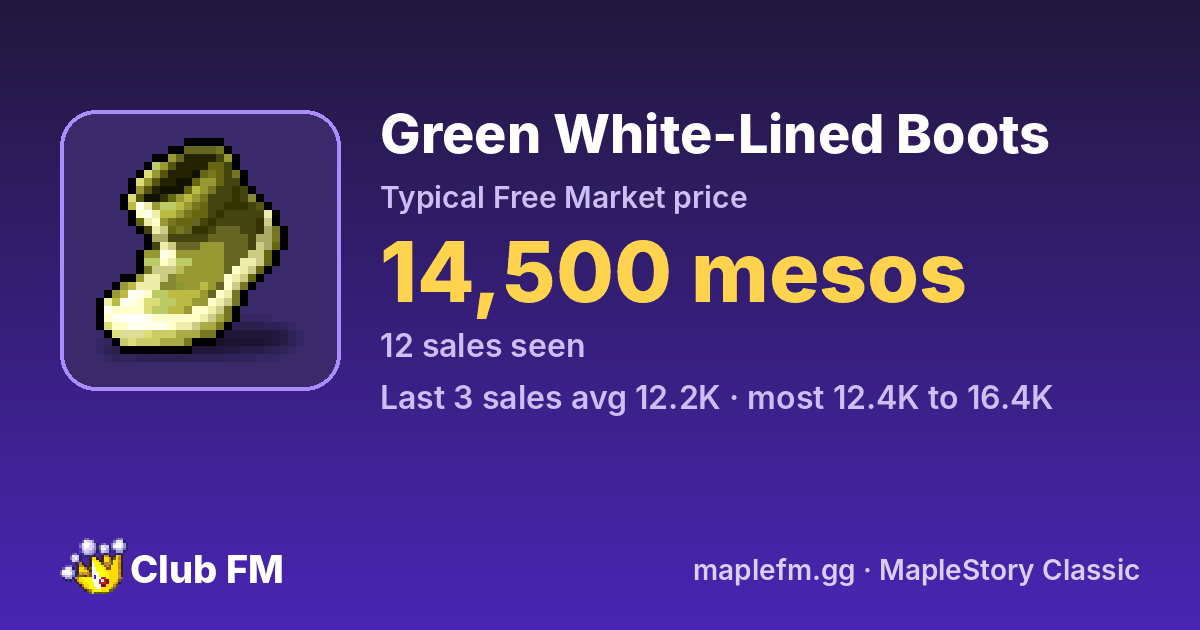 Green White-Lined Boots
Typical Free Market price
14,500 mesos
12 sales seen
Last 3 sales avg 12.2K · most 12.4K to 16.4K
Club FM
maplefm.gg · MapleStory Classic